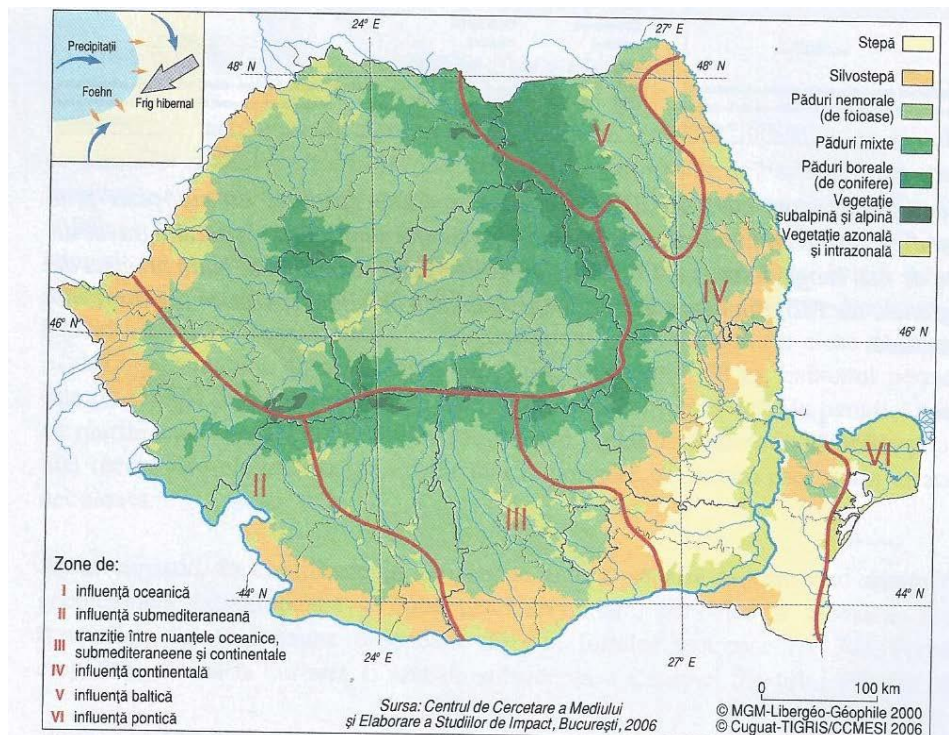 24° E
27° E
48° N
48° N
Precipitații
Foehn
Frig hibernal
Stepă
Silvostepă
Păduri nemorale
(de foioase)
Păduri mixte
Păduri boreale
(de conifere)
Vegetație
subalpină și alpină
Vegetație azonală
și intrazonală
V
I
IV
46° N
46° N
VI
II
III
Zone de:
I influență oceanică
II influență submediteraneană
III tranziție între nuanțele oceanice,
submediteraneene și continentale
IV influență continentală
V influență baltică
VI influență pontică
44° N
44° N
24° E
27° E
0 100 km
Sursa: Centrul de Cercetare a Mediului
și Elaborare a Studiilor de Impact, București, 2006
© MGM-Libergéo-Géophile 2000
© Cuguat-TIGRIS/CCMESI 2006